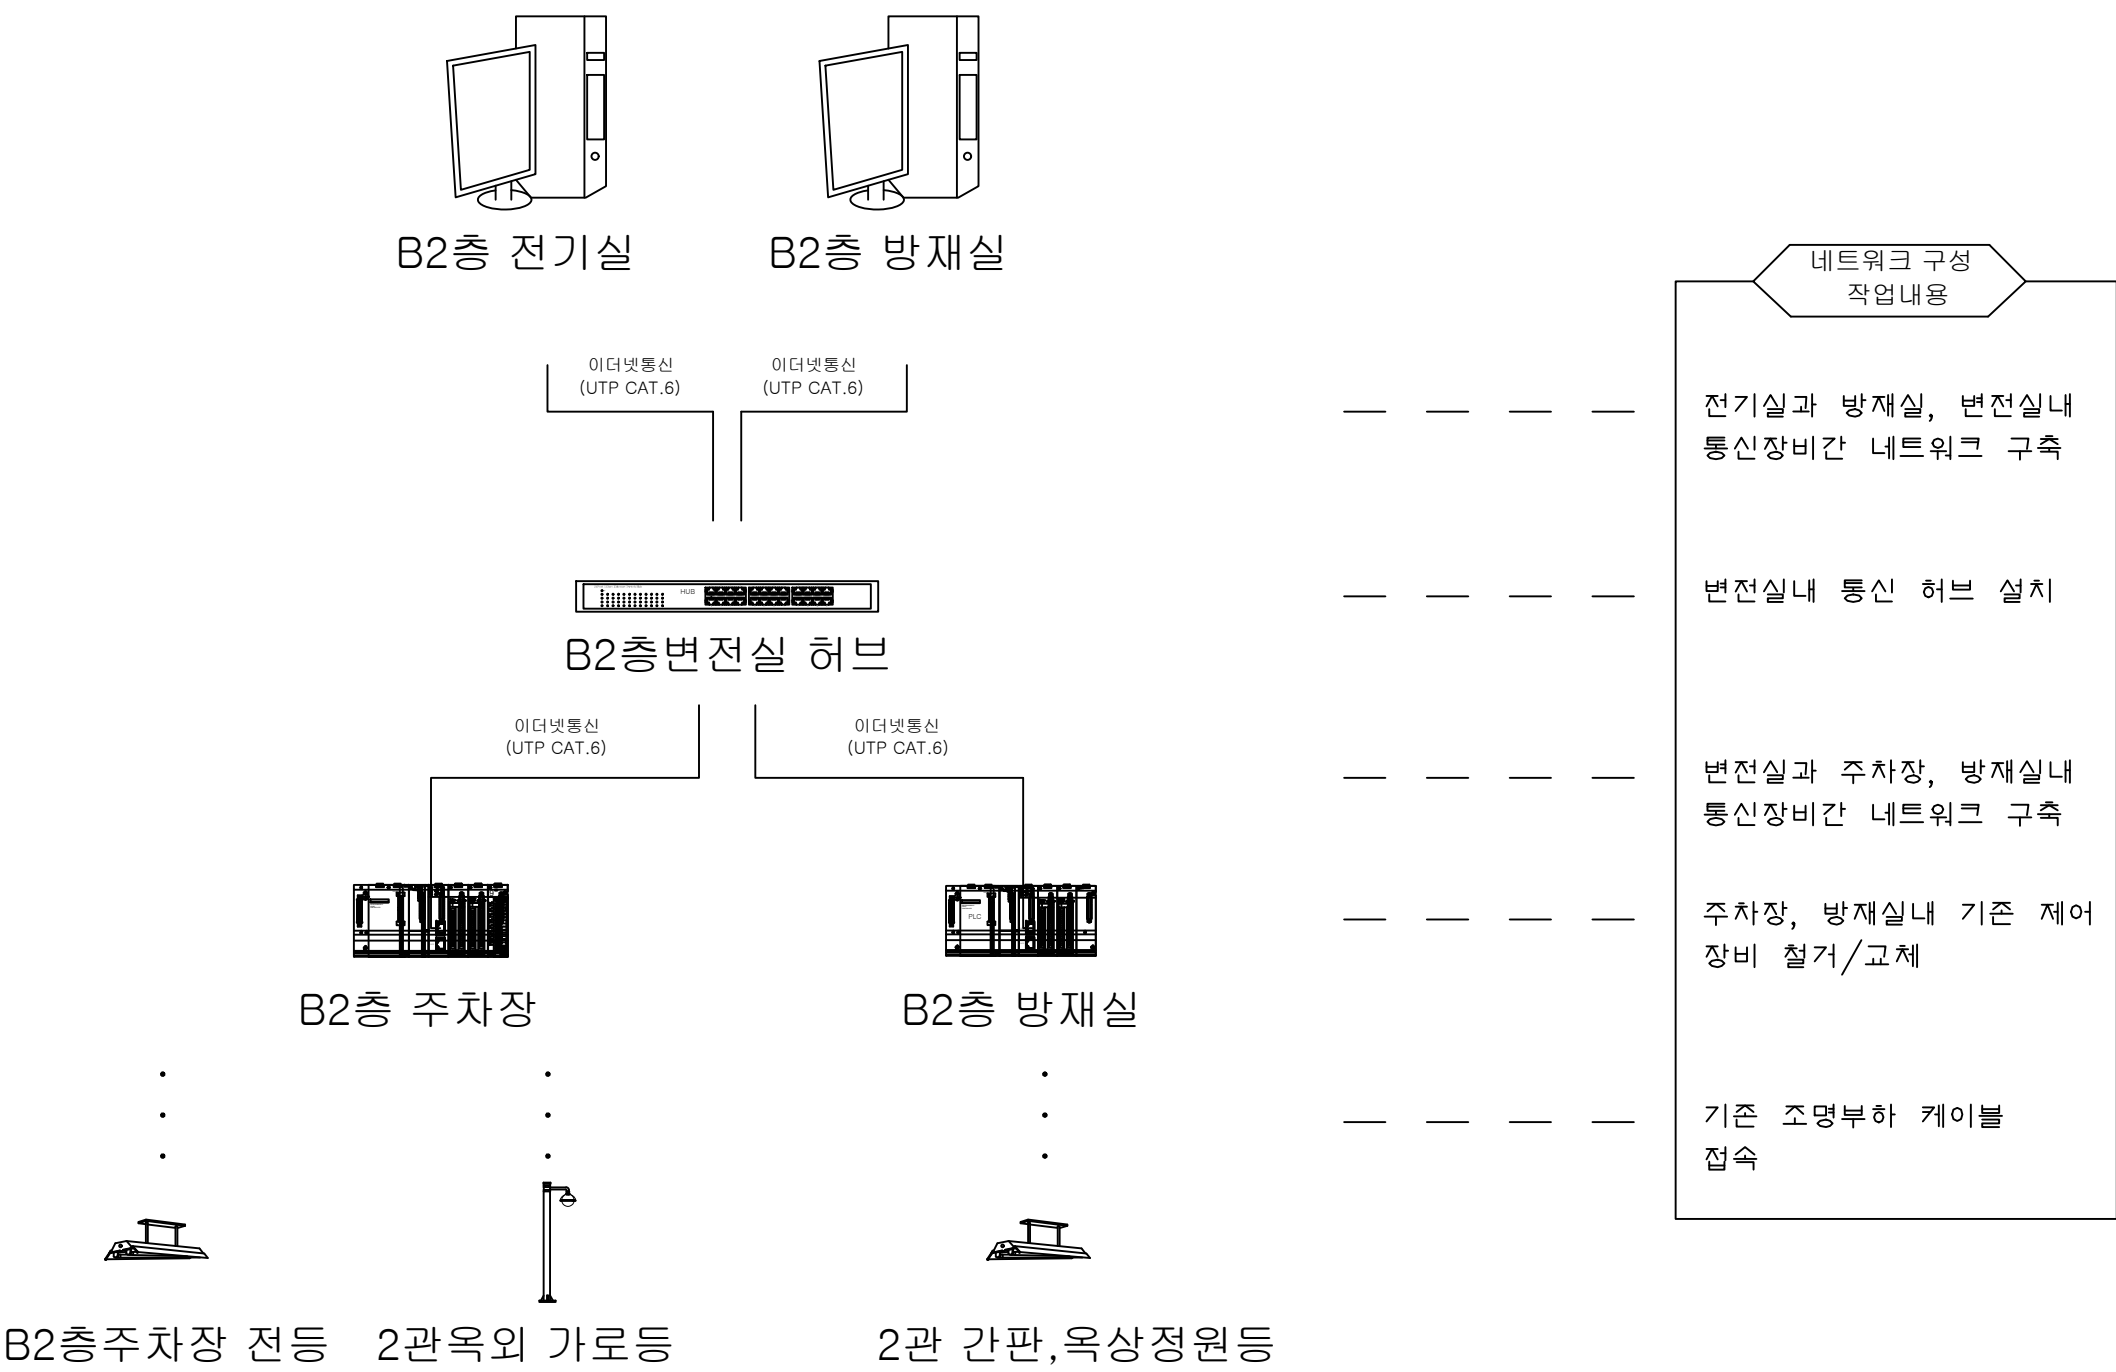 B2층 전기실
B2층 방재실
네트워크 구성
작업내용
이더넷통신
(UTP CAT.6)
이더넷통신
(UTP CAT.6)
전기실과 방재실, 변전실내
통신장비간 네트워크 구축
HUB
B2층변전실 허브
변전실내 통신 허브 설치
이더넷통신
(UTP CAT.6)
이더넷통신
(UTP CAT.6)
변전실과 주차장, 방재실내
통신장비간 네트워크 구축
PLC
B2층 주차장
B2층 방재실
주차장, 방재실내 기존 제어
장비 철거/교체
기존 조명부하 케이블
접속
B2층주차장 전등
2관옥외 가로등
2관 간판,옥상정원등